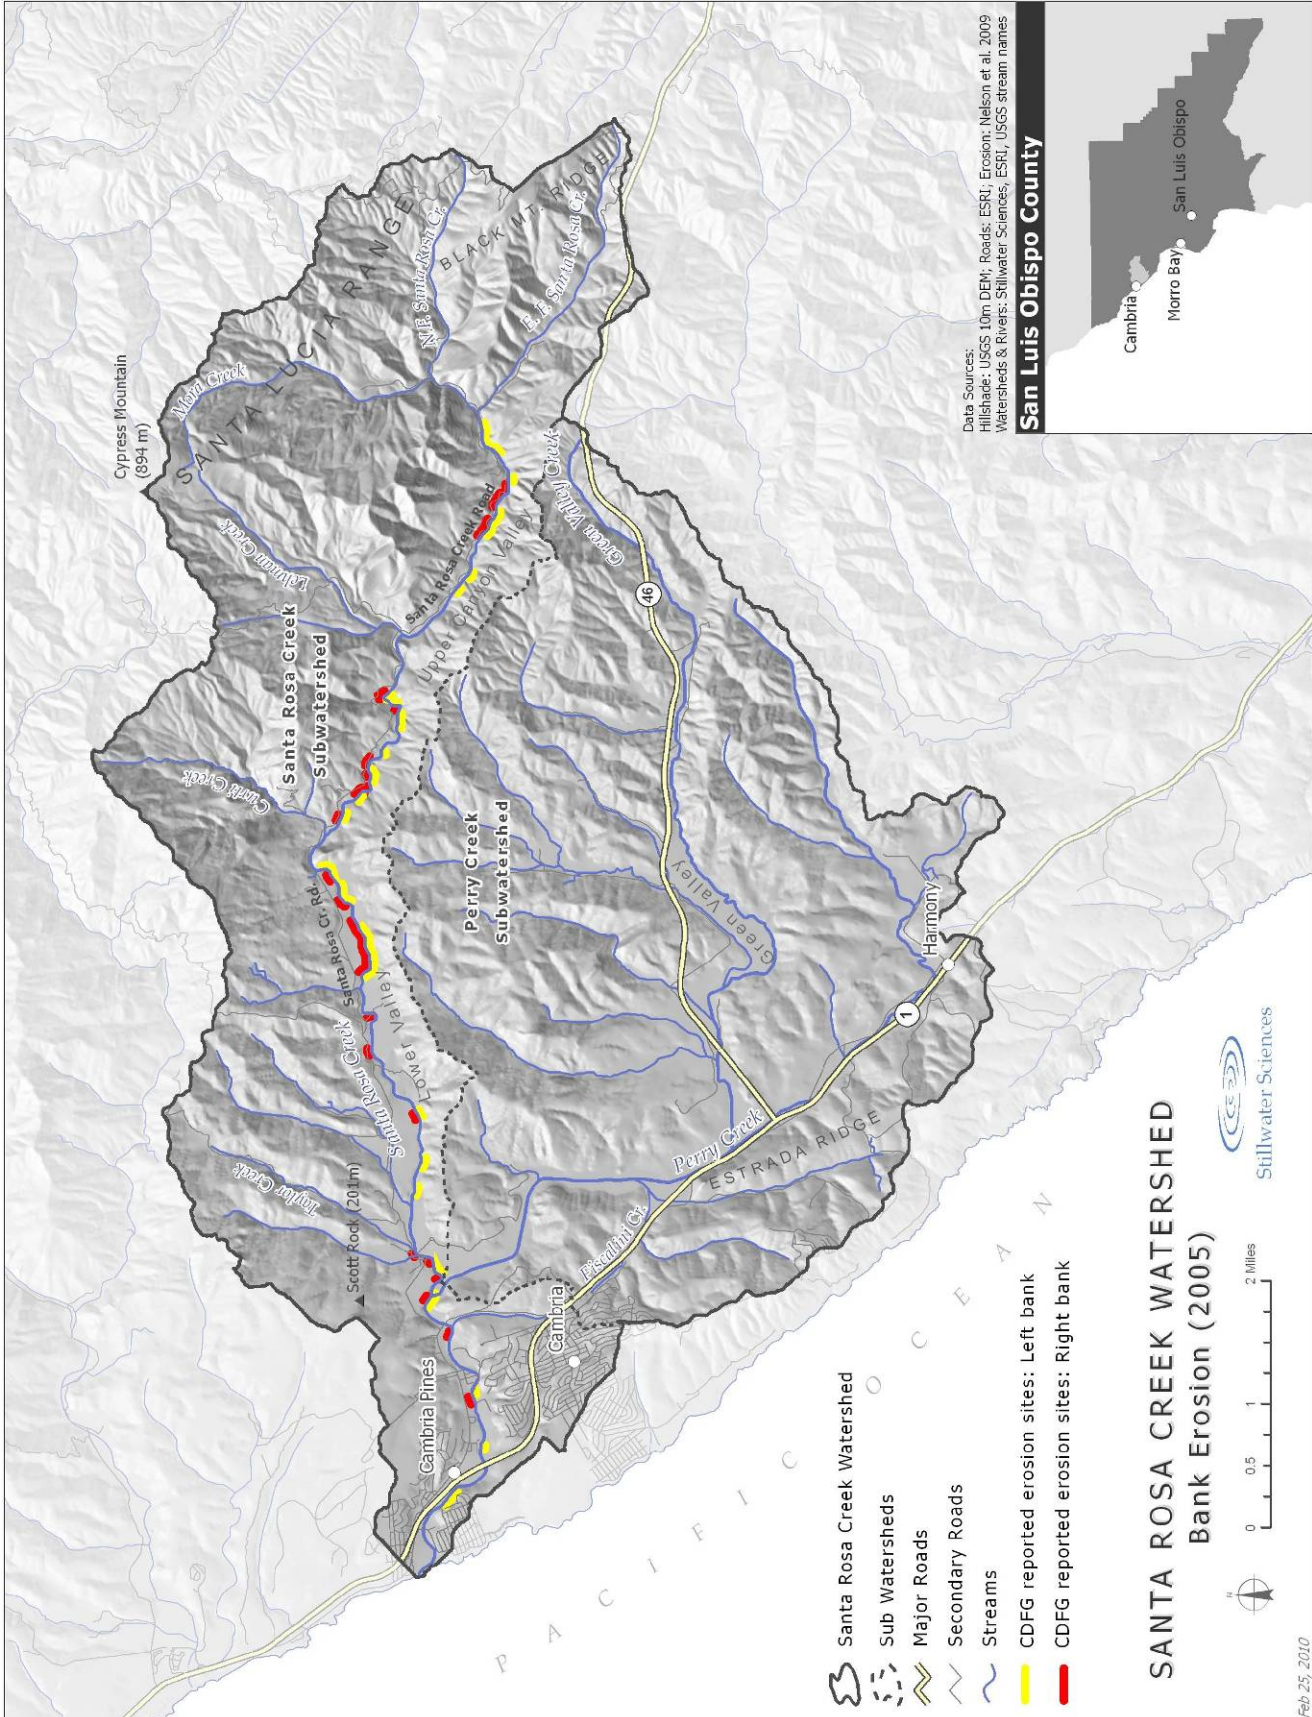 Cypress Mountain
(894 m)
Morn Creek
SANTA LUCIA RANGE
N.F. Santa Rosa Cr.
BLACK MT. RIDGE
E. F. Santa Rosa Cr.
Lehman Creek
Curti Creek
Santa Rosa Creek
Subwatershed
Santa Rosa Creek Road
Upper Canyon Valley
Green Valley Creek
46
Santa Rosa Cr. Rd.
Santa Rosa Creek
Lower Valley
Perry Creek
Subwatershed
Green Valley
Taylor Creek
Scott Rock (201m)
Perry Creek
ESTRADA RIDGE
Fiscalini Cr.
Harmony
1
Cambria Pines
Cambria
PACIFIC OCEAN
Santa Rosa Creek Watershed
Sub Watersheds
Major Roads
Secondary Roads
Streams
CDFG reported erosion sites: Left bank
CDFG reported erosion sites: Right bank
SANTA ROSA CREEK WATERSHED
Bank Erosion (2005)
N
0 0.5 1 2 Miles
Stillwater Sciences
Feb 25, 2010
Data Sources:
Hillshade: USGS 10m DEM; Roads: ESRI; Erosion: Nelson et al. 2009
Watersheds & Rivers: Stillwater Sciences, ESRI, USGS stream names
San Luis Obispo County
Cambria
Morro Bay
San Luis Obispo